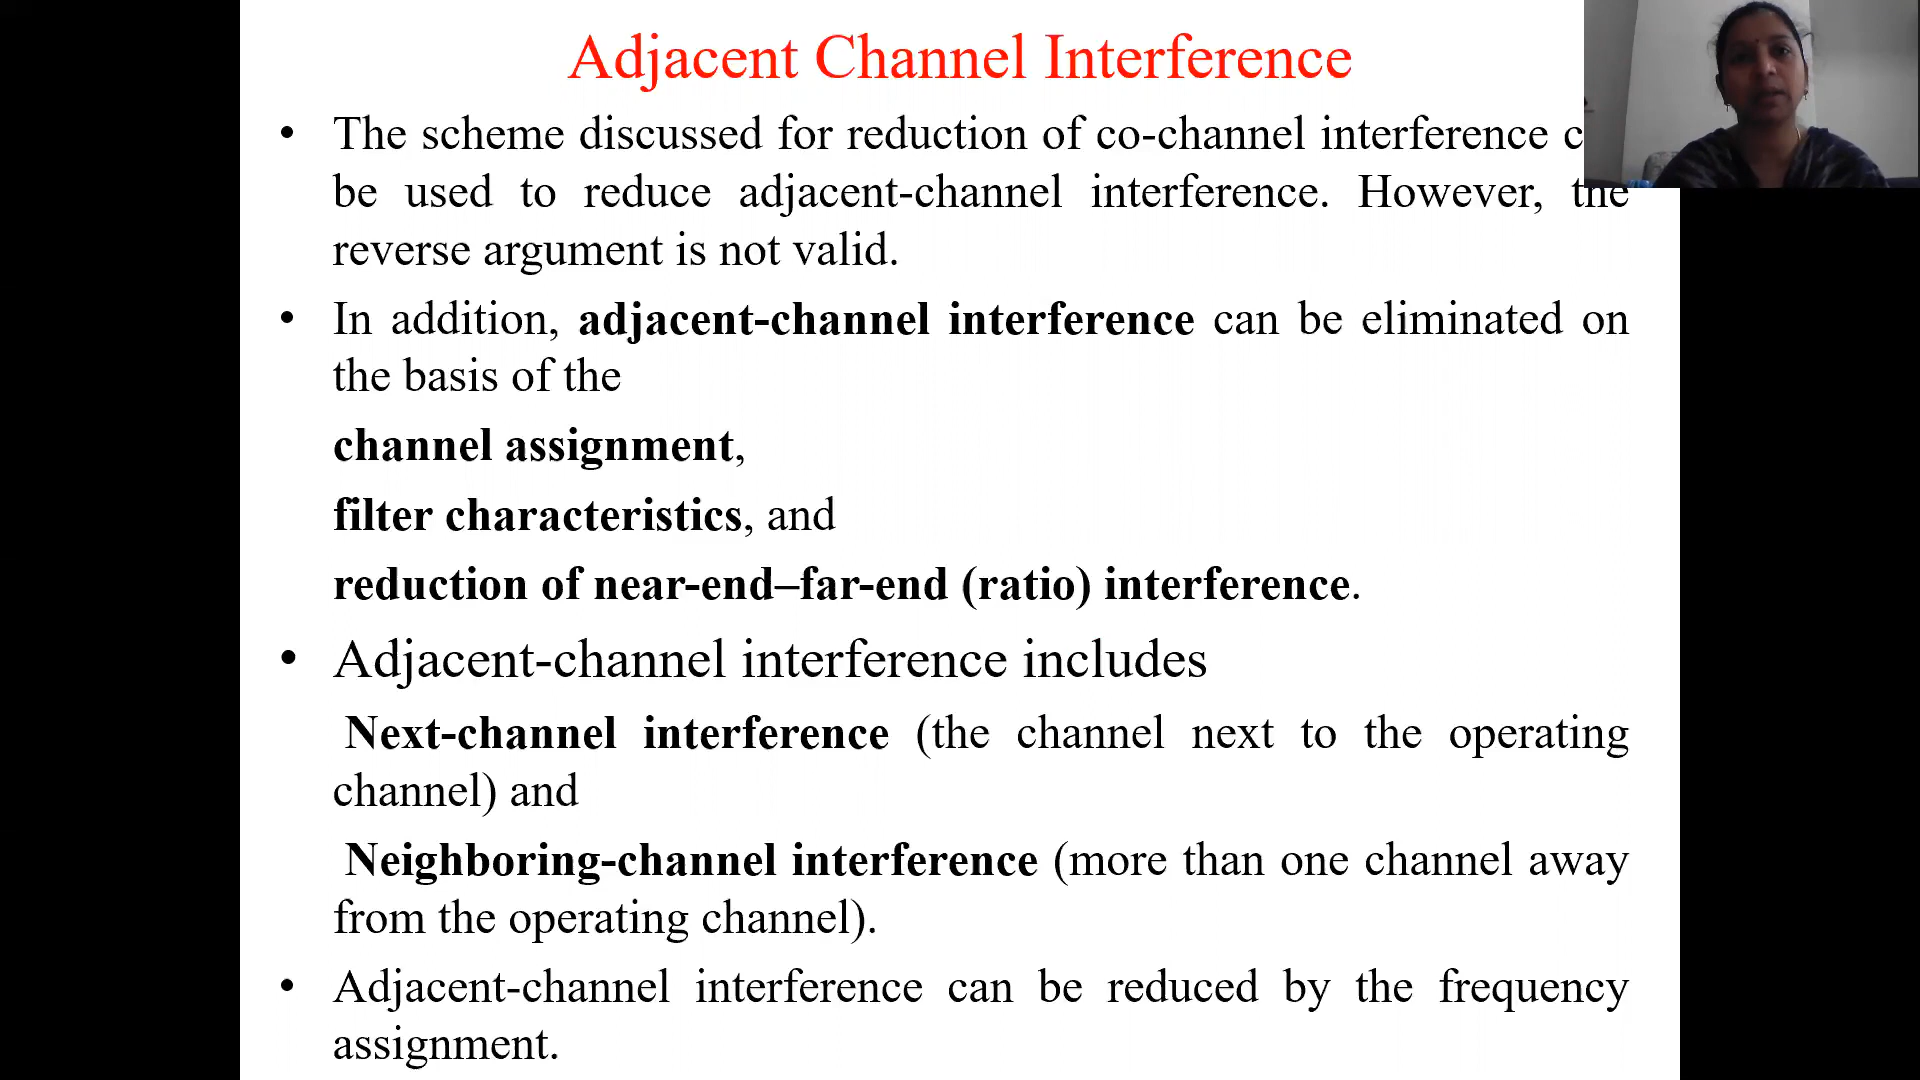 Adjacent Channel Interference
• The scheme discussed for reduction of co-channel interference
be used to reduce adjacent-channel interference. However, the
reverse argument is not valid.
• In addition, adjacent-channel interference can be eliminated on
the basis of the
channel assignment,
filter characteristics, and
reduction of near-end–far-end (ratio) interference.
• Adjacent-channel interference includes
Next-channel interference (the channel next to the operating
channel) and
Neighboring-channel interference (more than one channel away
from the operating channel).
• Adjacent-channel interference can be reduced by the frequency
assignment.